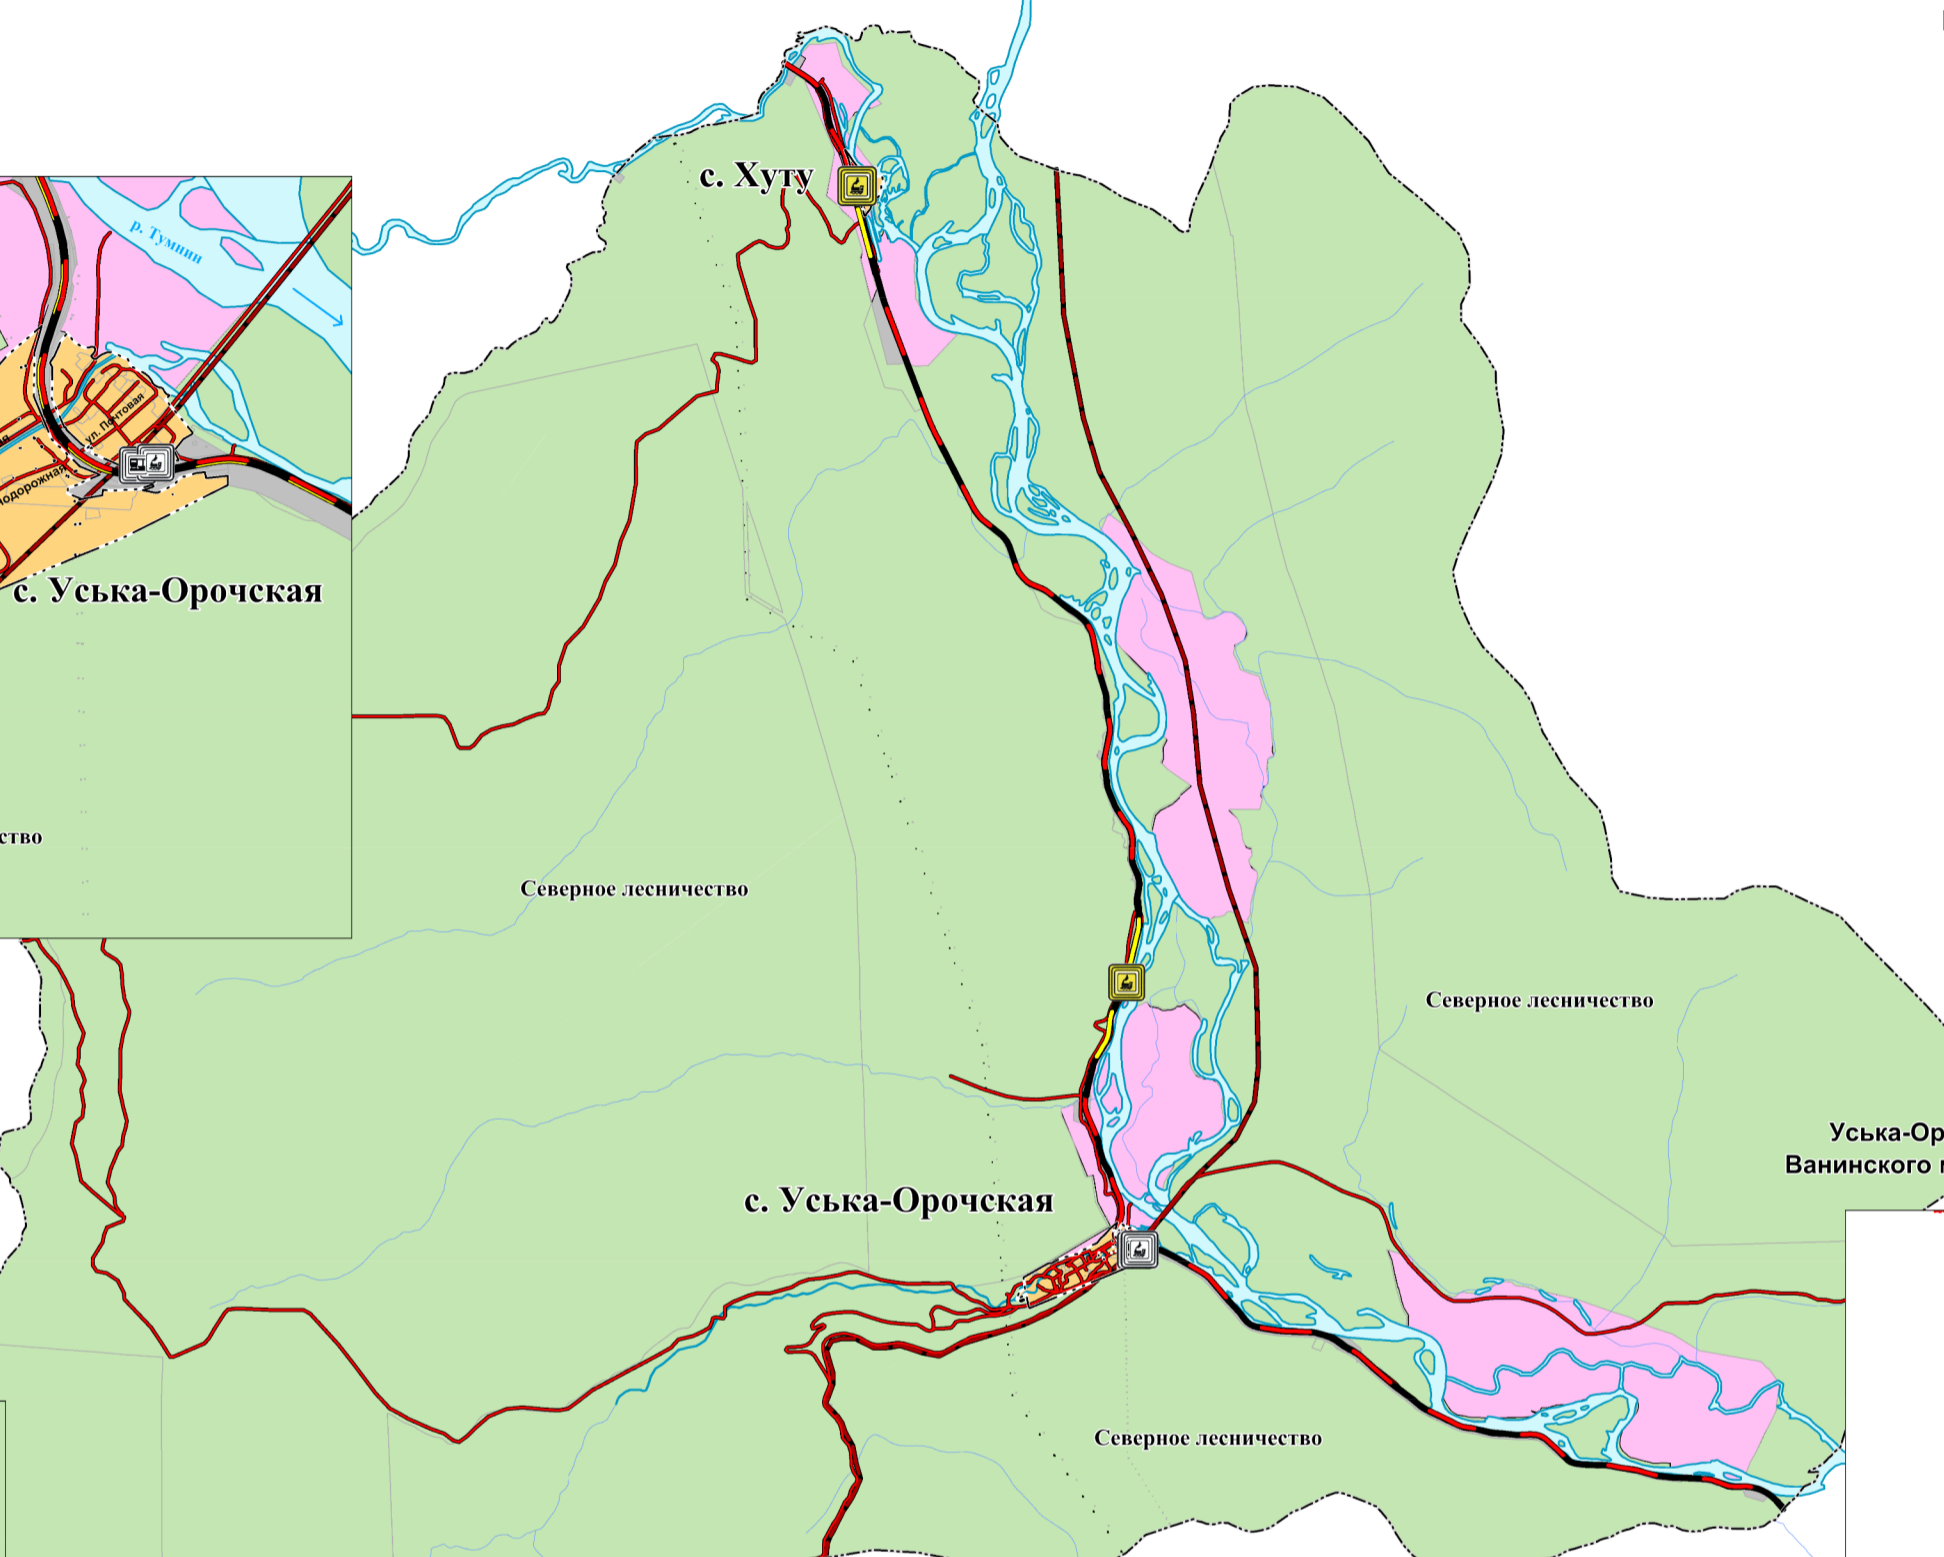 с. Хуту
р. Тумнин
ул. Почтовая
с. Уська-Орочская
Северное лесничество
Северное лесничество
Уська-Ор
Ванинского
с. Уська-Орочская
Северное лесничество